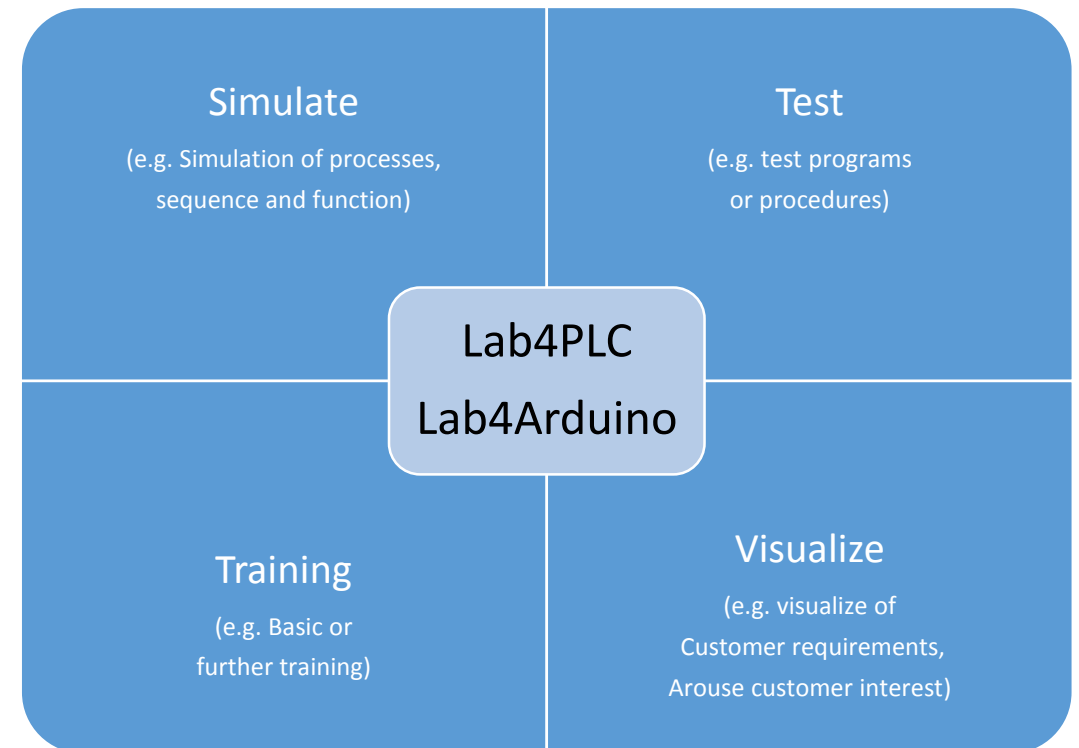 Simulate
(e.g. Simulation of processes,
sequence and function)
Test
(e.g. test programs
or procedures)
Lab4PLC
Lab4Arduino
Training
(e.g. Basic or
further training)
Visualize
(e.g. visualize of
Customer requirements,
Arouse customer interest)